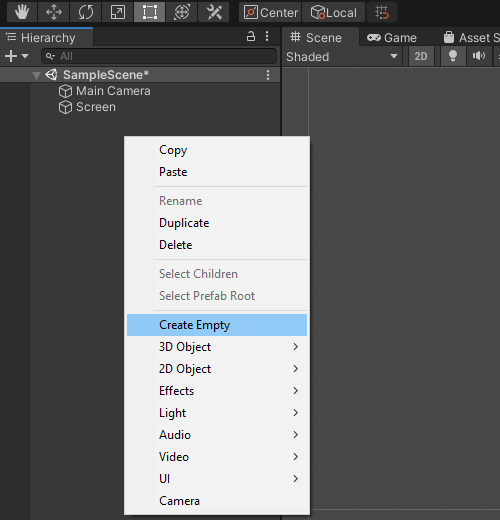 Center Local
Hierarchy
Scene Game Asset S
All
Shaded 2D
SampleScene*
Main Camera
Screen
Copy
Paste
Rename
Duplicate
Delete
Select Children
Select Prefab Root
Create Empty
3D Object
2D Object
Effects
Light
Audio
Video
UI
Camera